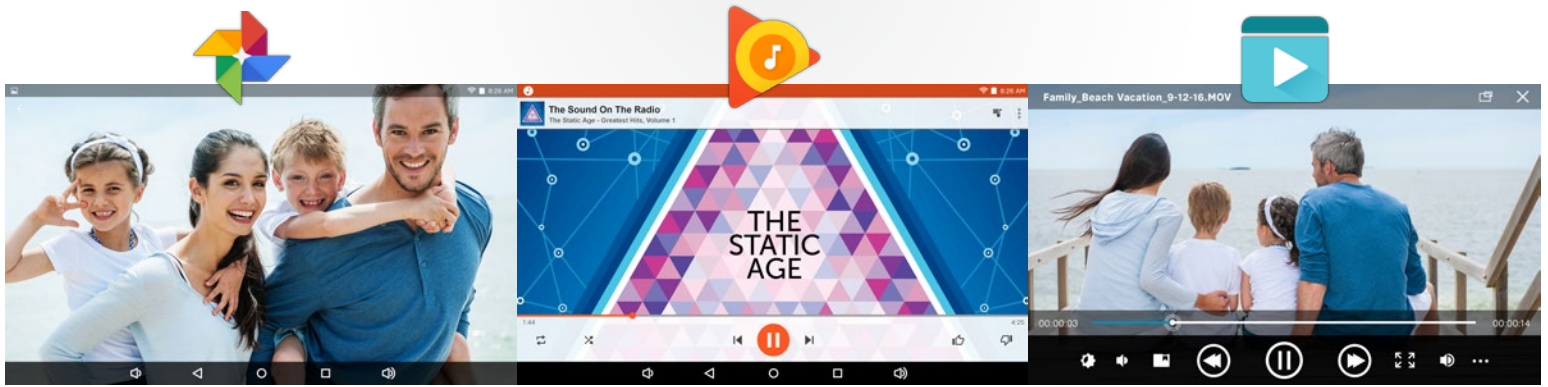 8:26 AM
8:26 AM
The Sound On The Radio
The Static Age - Greatest Hits, Volume 1
THE
STATIC
AGE
1:44
4:25
Family_Beach Vacation_9-12-16.MOV
00:00:03
00:00:14